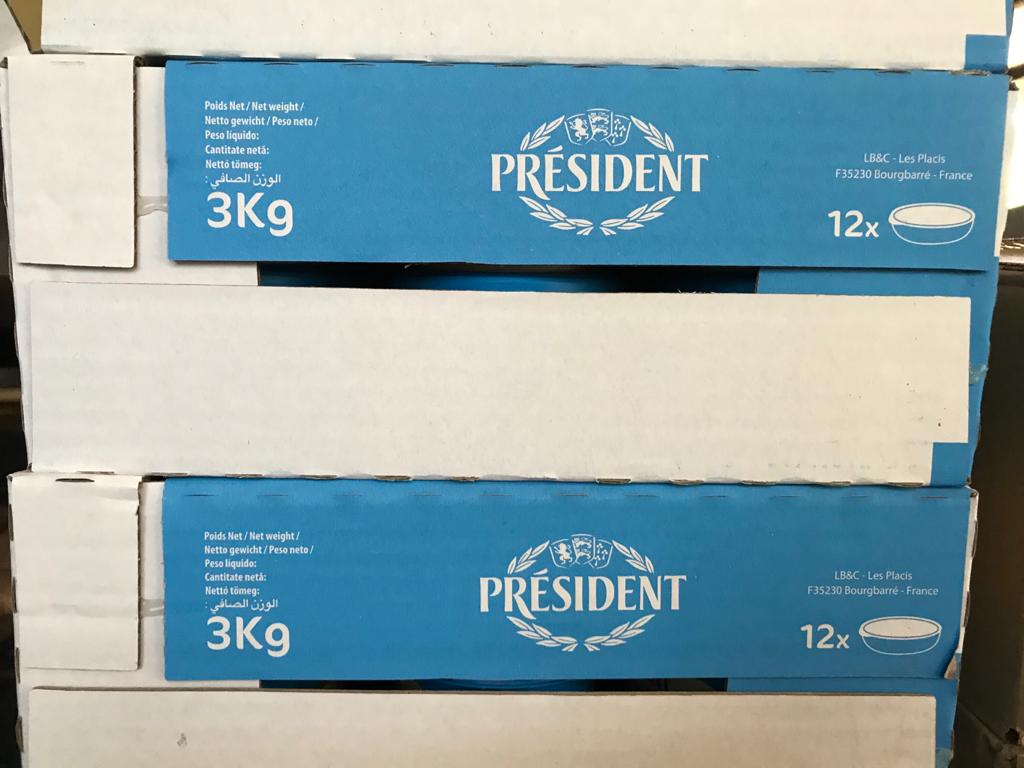 Poids Net / Net weight /
Netto gewicht / Peso neto /
Peso líquido:
Cantitate netă:
Nettó tömeg:
الوزن الصافي :
3Kg
PRÉSIDENT
LB&C - Les Placis
F35230 Bourgbarré - France
12x
Poids Net / Net weight /
Netto gewicht / Peso neto /
Peso líquido:
Cantitate netă:
Nettó tömeg:
الوزن الصافي :
3Kg
PRÉSIDENT
LB&C - Les Placis
F35230 Bourgbarré - France
12x